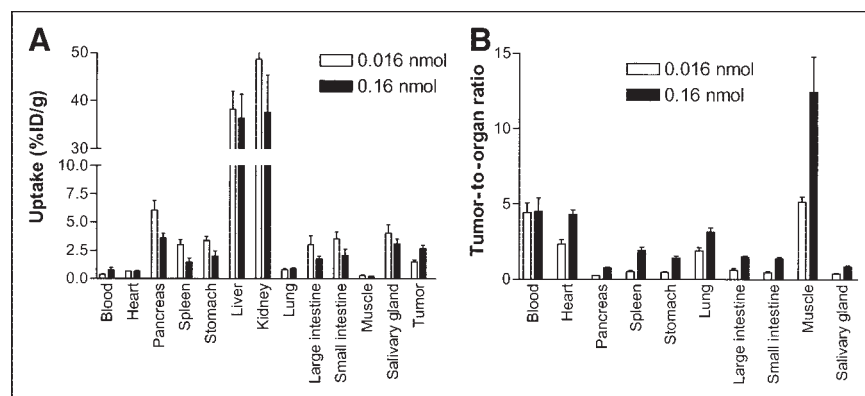 A
Uptake (%ID/g)
50
40
30
10.0
7.5
5.0
2.5
0.0
0.016 nmol
0.16 nmol
Blood
Heart
Pancreas
Spleen
Stomach
Liver
Kidney
Lung
Large intestine
Small intestine
Muscle
Salivary gland
Tumor
B
Tumor-to-organ ratio
15
10
5
0
0.016 nmol
0.16 nmol
Blood
Heart
Pancreas
Spleen
Stomach
Lung
Large intestine
Small intestine
Muscle
Salivary gland